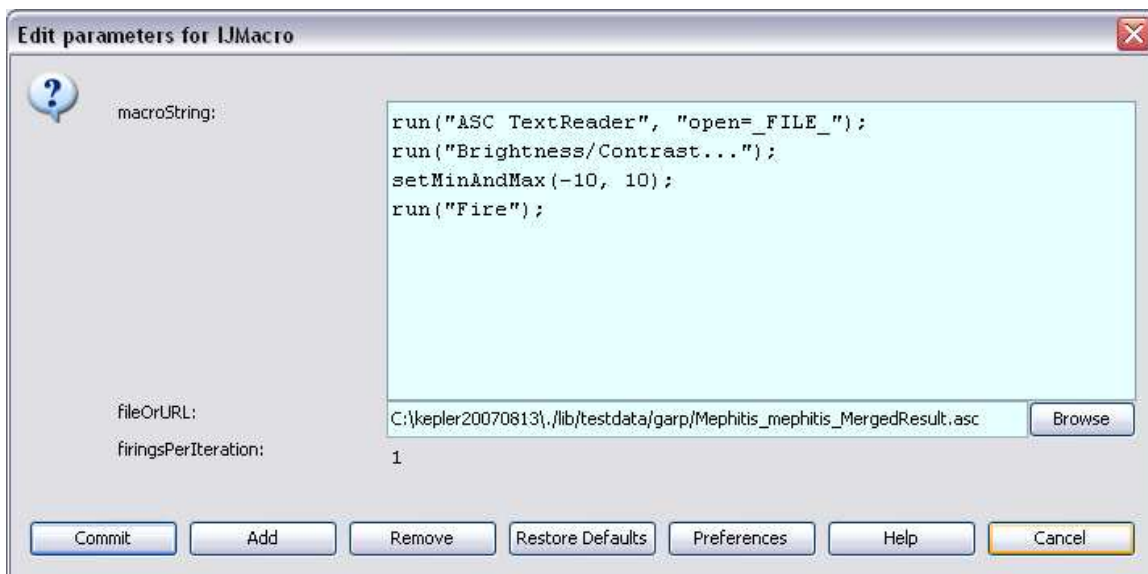 Edit parameters for IJMacro
macroString:
run("ASC TextReader", "open=_FILE_");
run("Brightness/Contrast...");
setMinAndMax(-10, 10);
run("Fire");
fileOrURL:
C:\kepler20070813\./lib/testdata/garp/Mephitis_mephitis_MergedResult.asc
Browse
firingsPerIteration:
1
Commit
Add
Remove
Restore Defaults
Preferences
Help
Cancel